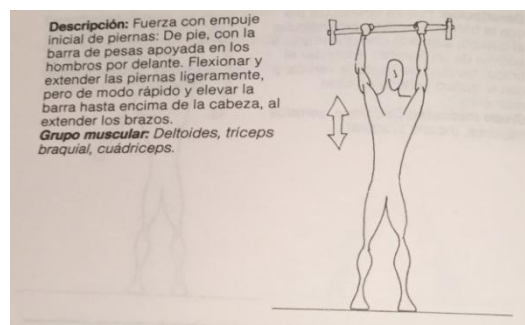 Descripción: Fuerza con empuje
inicial de piernas: De pie, con la
barra de pesas apoyada en los
hombros por delante. Flexionar y
extender las piernas ligeramente,
pero de modo rápido y elevar la
barra hasta encima de la cabeza, al
extender los brazos.
Grupo muscular: Deltoides, tríceps
braquial, cuádriceps.